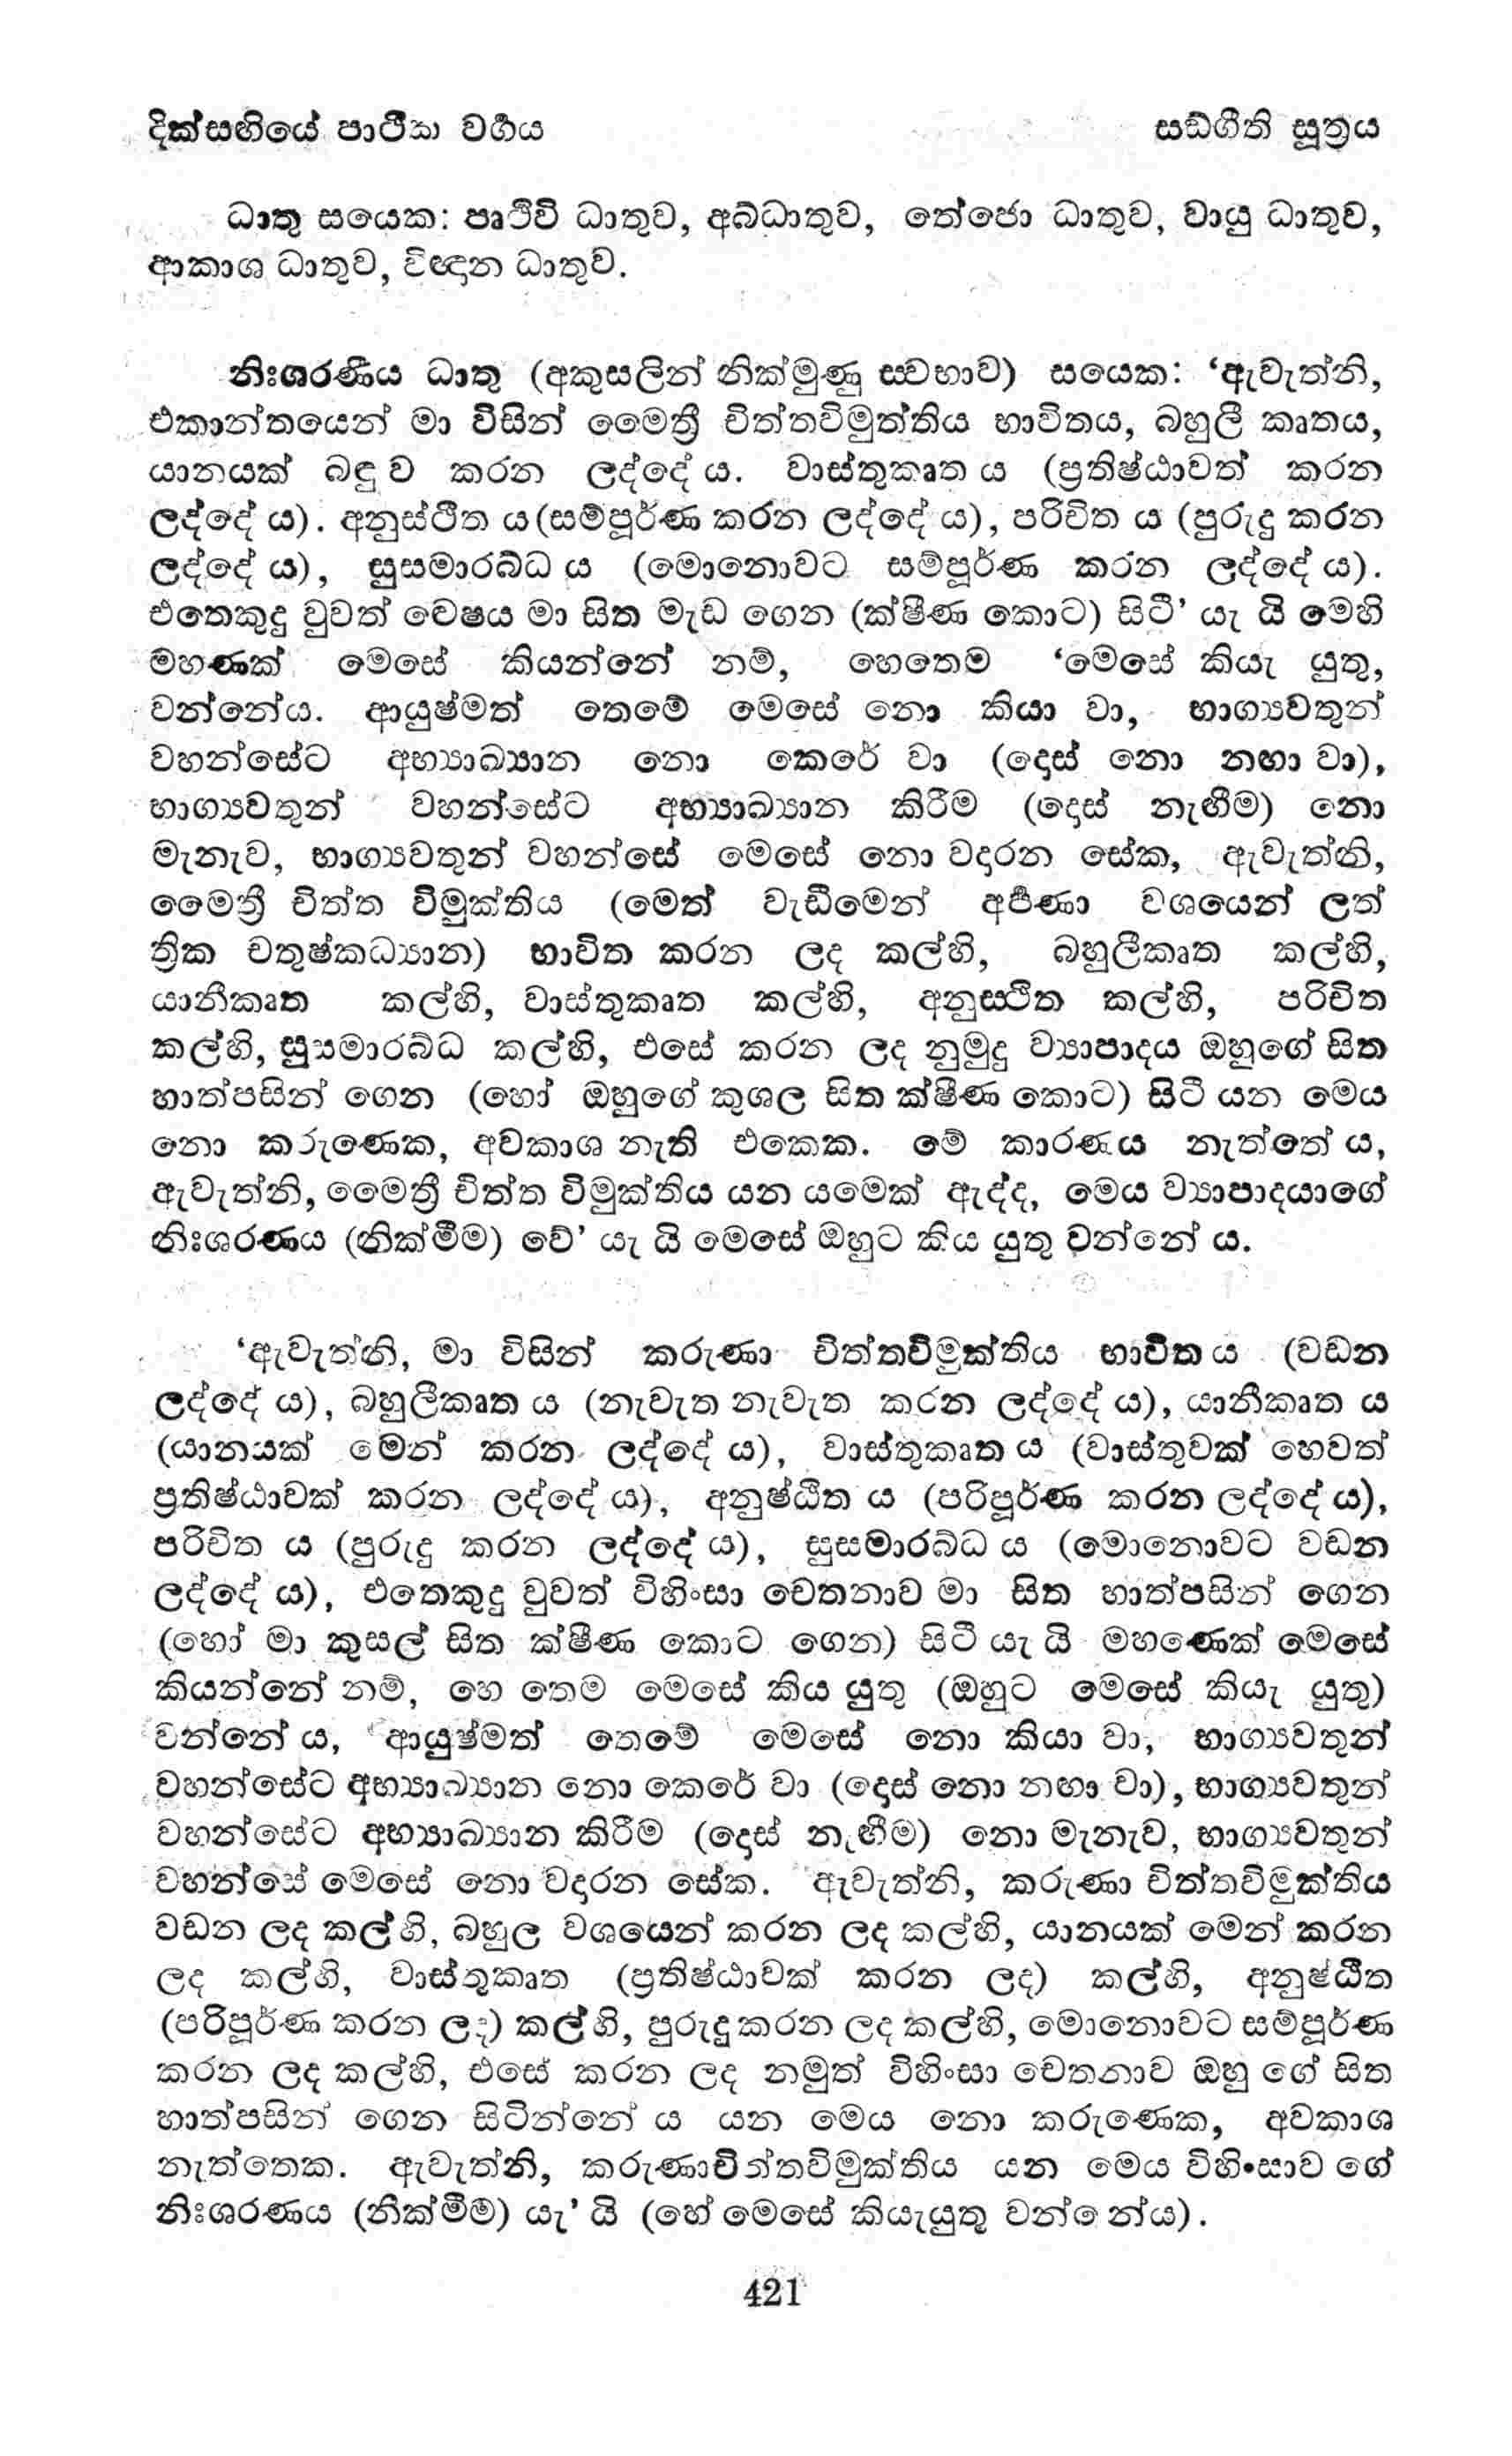 දික්සඟියේ පාර්ථික වර්ගය
සඞ්ගීති සූත්‍රය
ධාතු සයෙක: පෘථිවි ධාතුව, අබ්ධාතුව, තේජො ධාතුව, වායු ධාතුව,
ආකාශ ධාතුව, විඥාන ධාතුව.
නිඃශරණීය ධාතු (අකුසලින් නික්මුණු ස්වභාව) සයෙක: ‘ඇවැත්නි,
එකාන්තයෙන් මා විසින් මෛත්‍රී චිත්තවිමුත්තිය භාවිතය, බහුලී කෘතය,
යානයක් බඳු ව කරන ලද්දේ ය. වාස්තුකෘත ය (ප්‍රතිෂ්ඨාවත් කරන
ලද්දේ ය). අනුස්ථිත ය (සම්පූර්ණ කරන ලද්දේ ය), පරිචිත ය (පුරුදු කරන
ලද්දේ ය), සුසමාරබ්ධ ය (මොනොවට සම්පූර්ණ කරන ලද්දේ ය).
එතෙකුදු වුවත් ද්වෙෂය මා සිත මැඩ ගෙන (ක්ෂීණ කොට) සිටී’ යැ යි මෙහි
මහණක් මෙසේ කියන්නේ නම්, හෙතෙම ‘මෙසේ කියැ යුතු,
වන්නේය. ආයුෂ්මත් තෙමේ මෙසේ නො කියා වා, භාග්‍යවතුන්
වහන්සේට අභ්‍යාඛ්‍යාන නො කෙරේ වා (දොස් නො නඟා වා),
භාග්‍යවතුන් වහන්සේට අභ්‍යාඛ්‍යාන කිරීම (දොස් නැඟීම) නො
මැනැව, භාග්‍යවතුන් වහන්සේ මෙසේ නො වදාරන සේක, ඇවැත්නි,
මෛත්‍රී චිත්ත විමුක්තිය (මෙත් වැඩීමෙන් අර්පණා වශයෙන් ලත්
ත්‍රික චතුෂ්කධ්‍යාන) භාවිත කරන ලද කල්හි, බහුලීකෘත කල්හි,
යානීකෘත කල්හි, වාස්තුකෘත කල්හි, අනුස්ථිත කල්හි, පරිචිත
කල්හි, සුසමාරබ්ධ කල්හි, එසේ කරන ලද නුමුදු ව්‍යාපාදය ඔහුගේ සිත
හාත්පසින් ගෙන (හෝ ඔහුගේ කුශල සිත ක්ෂීණ කොට) සිටී යන මෙය
නො කරුණෙක, අවකාශ නැති එකෙක. මේ කාරණය නැත්තේ ය,
ඇවැත්නි, මෛත්‍රී චිත්ත විමුක්තිය යන යමෙක් ඇද්ද, මෙය ව්‍යාපාදයාගේ
නිඃශරණය (නික්මීම) වේ’ යැ යි මෙසේ ඔහුට කිය යුතු වන්නේ ය.
‘ඇවැත්නි, මා විසින් කරුණා චිත්තවිමුක්තිය භාවිත ය (වඩන
ලද්දේ ය), බහුලීකෘත ය (නැවැත නැවැත කරන ලද්දේ ය), යානීකෘත ය
(යානයක් මෙන් කරන ලද්දේ ය), වාස්තුකෘත ය (වාස්තුවක් හෙවත්
ප්‍රතිෂ්ඨාවක් කරන ලද්දේ ය), අනුෂ්ඨිත ය (පරිපූර්ණ කරන ලද්දේ ය),
පරිචිත ය (පුරුදු කරන ලද්දේ ය), සුසමාරබ්ධ ය (මොනොවට වඩන
ලද්දේ ය), එතෙකුදු වුවත් විහිංසා චෙතනාව මා සිත හාත්පසින් ගෙන
(හෝ මා කුසල් සිත ක්ෂීණ කොට ගෙන) සිටී යැ යි මහණෙක් මෙසේ
කියන්නේ නම්, හෙ තෙම මෙසේ කිය යුතු (ඔහුට මෙසේ කියැ යුතු)
වන්නේ ය, ආයුෂ්මත් තෙමේ මෙසේ නො කියා වා, භාග්‍යවතුන්
වහන්සේට අභ්‍යාඛ්‍යාන නො කෙරේ වා (දොස් නො නඟා වා), භාග්‍යවතුන්
වහන්සේට අභ්‍යාඛ්‍යාන කිරීම (දොස් නැඟීම) නො මැනැව, භාග්‍යවතුන්
වහන්සේ මෙසේ නො වදාරන සේක. ඇවැත්නි, කරුණා චිත්තවිමුක්තිය
වඩන ලද කල්හි, බහුල වශයෙන් කරන ලද කල්හි, යානයක් මෙන් කරන
ලද කල්හි, වාස්තුකෘත (ප්‍රතිෂ්ඨාවක් කරන ලද) කල්හි, අනුෂ්ඨිත
(පරිපූර්ණ කරන ලද) කල්හි, පුරුදුකරන ලද කල්හි, මොනොවට සම්පූර්ණ
කරන ලද කල්හි, එසේ කරන ලද නමුත් විහිංසා චෙතනාව ඔහු ගේ සිත
හාත්පසින් ගෙන සිටින්නේ ය යන මෙය නො කරුණෙක, අවකාශ
නැත්තෙක. ඇවැත්නි, කරුණාචිත්තවිමුක්තිය යන මෙය විහිංසාව ගේ
නිඃශරණය (නික්මීම) යැ’ යි (හේ මෙසේ කියැයුතු වන්නේය).
421